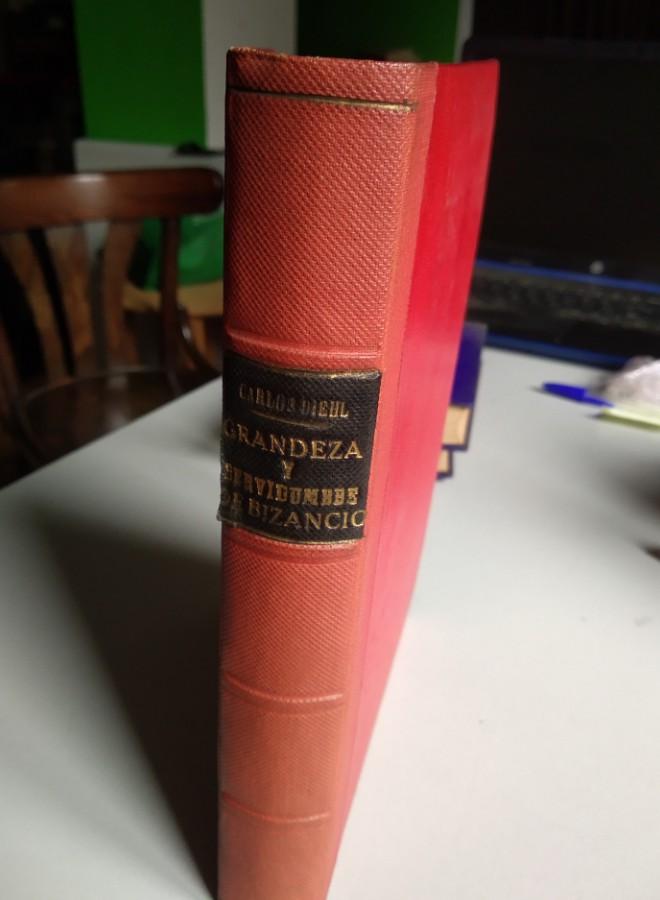 CARLOS DIEHL
GRANDEZA
Y
SERVIDUMBRE
DE BIZANCIO